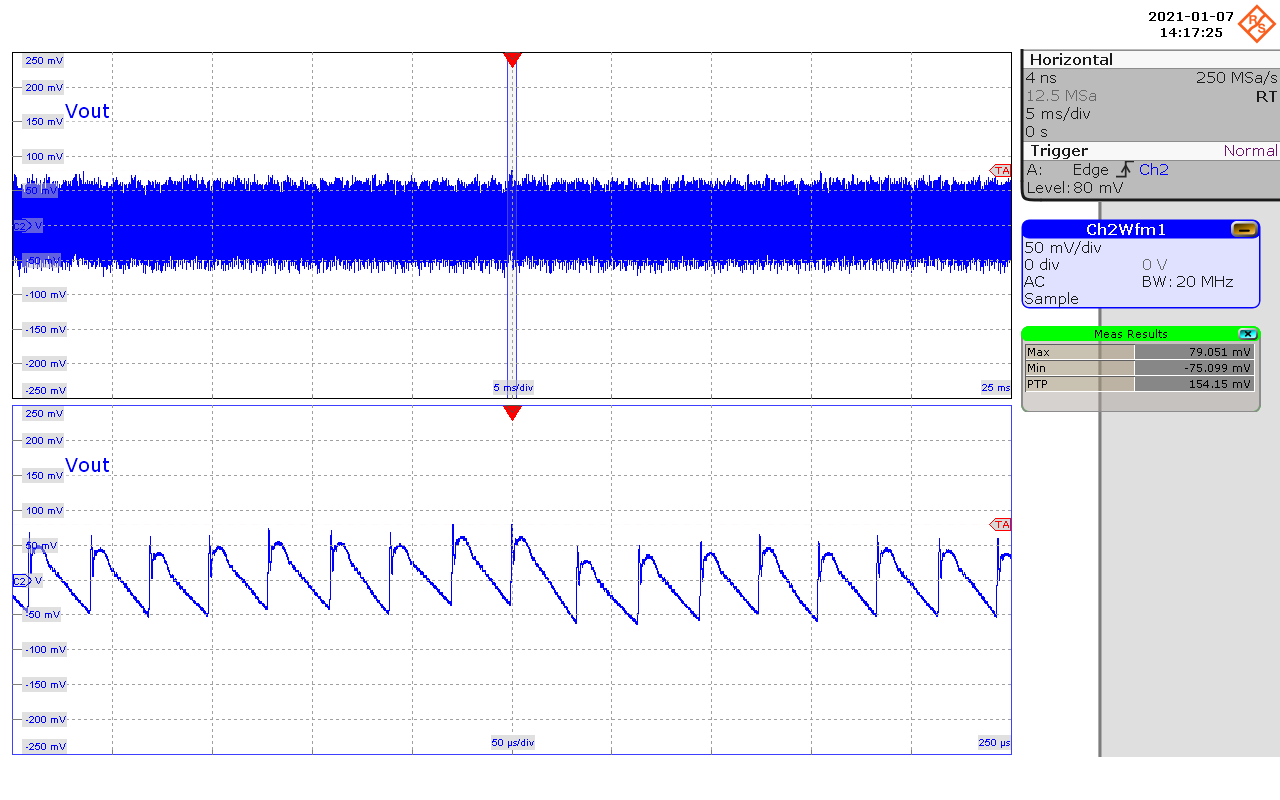 2021-01-07
14:17:25
R&S
250 mV
200 mV
Vout
150 mV
100 mV
TA
50 mV
C2 V
-50 mV
-100 mV
-150 mV
-200 mV
-250 mV
5 ms/div
25 ms
250 mV
200 mV
Vout
150 mV
100 mV
TA
50 mV
C2 V
-50 mV
-100 mV
-150 mV
-200 mV
-250 mV
50 µs/div
250 µs
Horizontal
4 ns 250 MSa/s
12.5 MSa RT
5 ms/div
0 s
Trigger Normal
A: Edge Ch2
Level: 80 mV
Ch2Wfm1
50 mV/div
0 div 0 V
AC BW: 20 MHz
Sample
Meas Results
Max 79.051 mV
Min -75.099 mV
PTP 154.15 mV